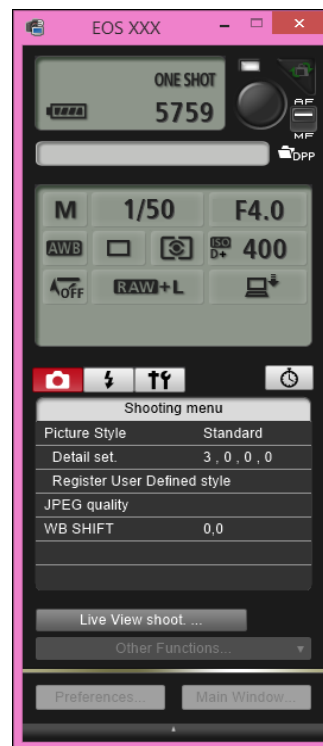 EOS XXX
ONE SHOT
5759
AF
MF
DPP
M 1/50 F4.0
AWB ISO D+ 400
OFF RAW+L
Shooting menu
Picture Style Standard
Detail set. 3 , 0 , 0 , 0
Register User Defined style
JPEG quality
WB SHIFT 0,0
Live View shoot. ...
Other Functions...
Preferences... Main Window...